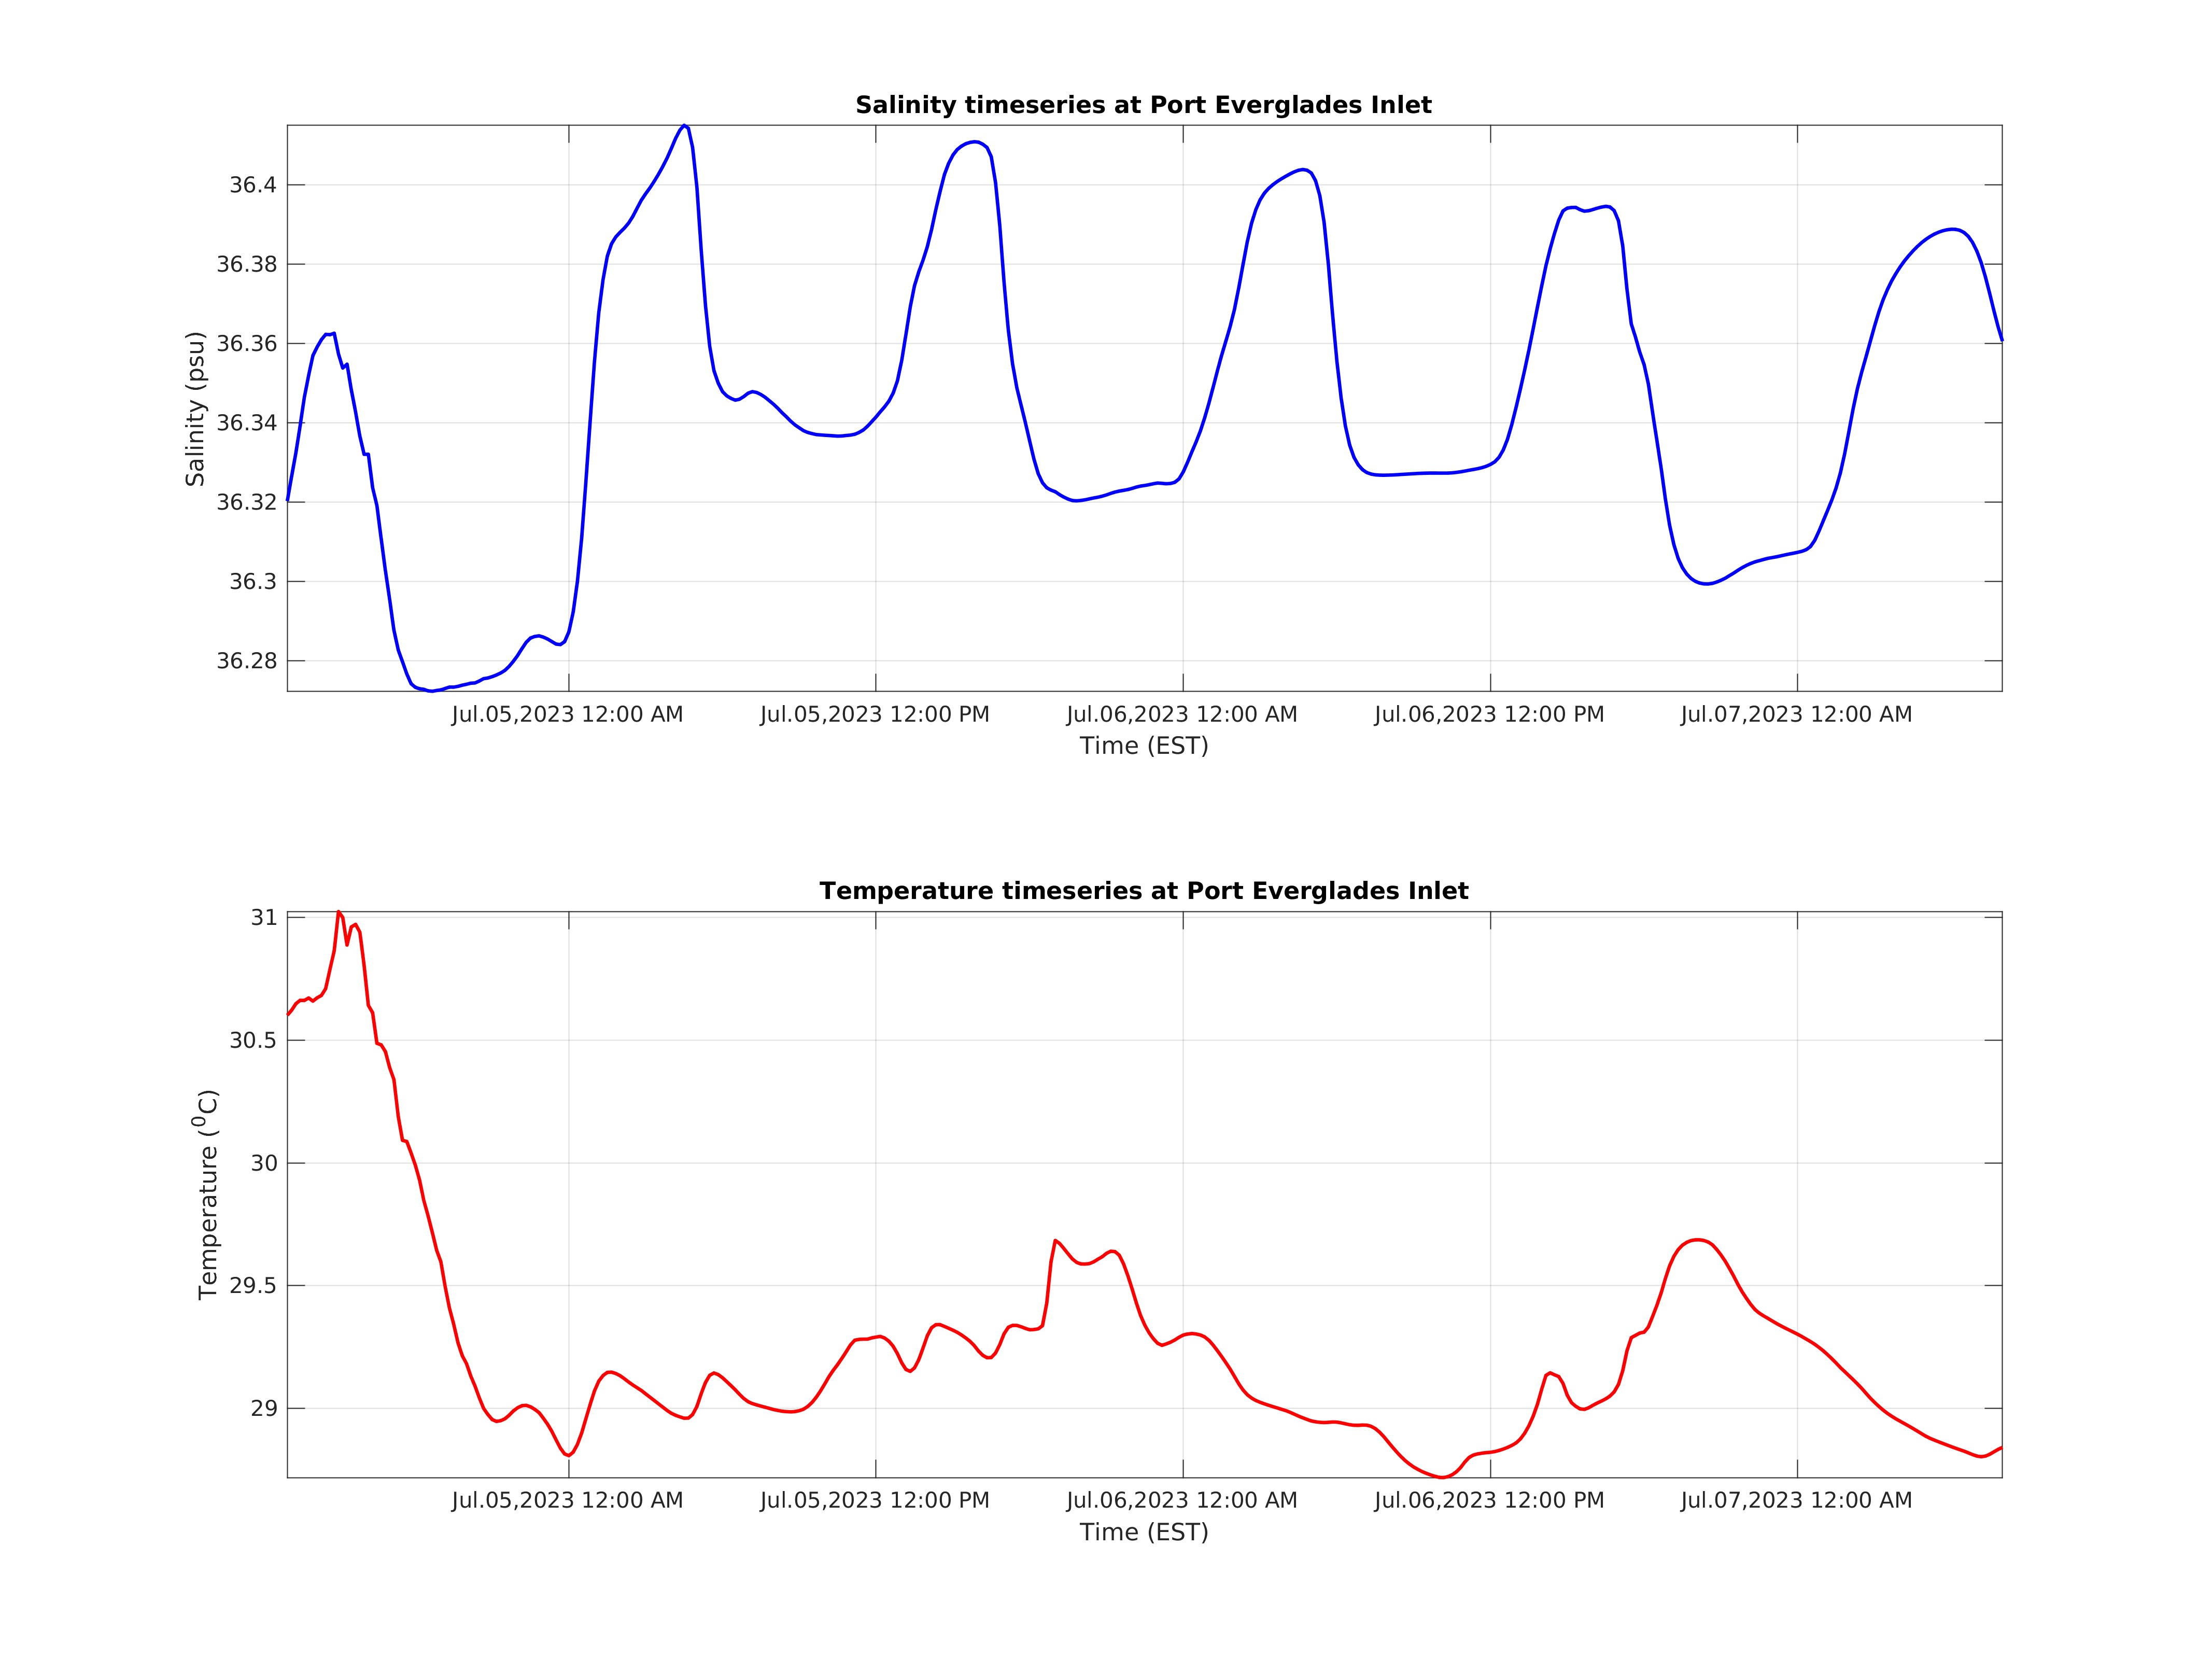 Salinity timeseries at Port Everglades Inlet
36.4
36.38
36.36
36.34
36.32
36.3
36.28
Salinity (psu)
Jul.05,2023 12:00 AM Jul.05,2023 12:00 PM Jul.06,2023 12:00 AM Jul.06,2023 12:00 PM Jul.07,2023 12:00 AM
Time (EST)
Temperature timeseries at Port Everglades Inlet
31
30.5
30
29.5
29
Temperature (⁰C)
Jul.05,2023 12:00 AM Jul.05,2023 12:00 PM Jul.06,2023 12:00 AM Jul.06,2023 12:00 PM Jul.07,2023 12:00 AM
Time (EST)